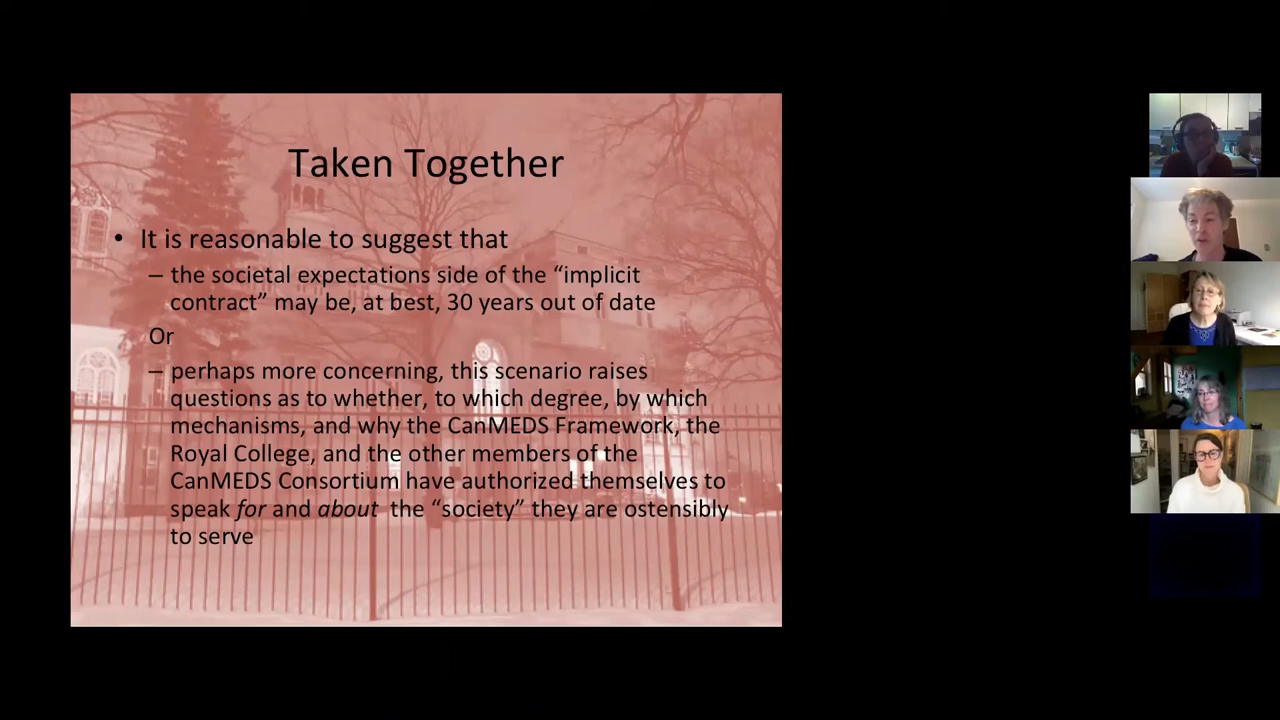 Taken Together
• It is reasonable to suggest that
– the societal expectations side of the “implicit
contract” may be, at best, 30 years out of date
Or
– perhaps more concerning, this scenario raises
questions as to whether, to which degree, by which
mechanisms, and why the CanMEDS Framework, the
Royal College, and the other members of the
CanMEDS Consortium have authorized themselves to
speak for and about the “society” they are ostensibly
to serve